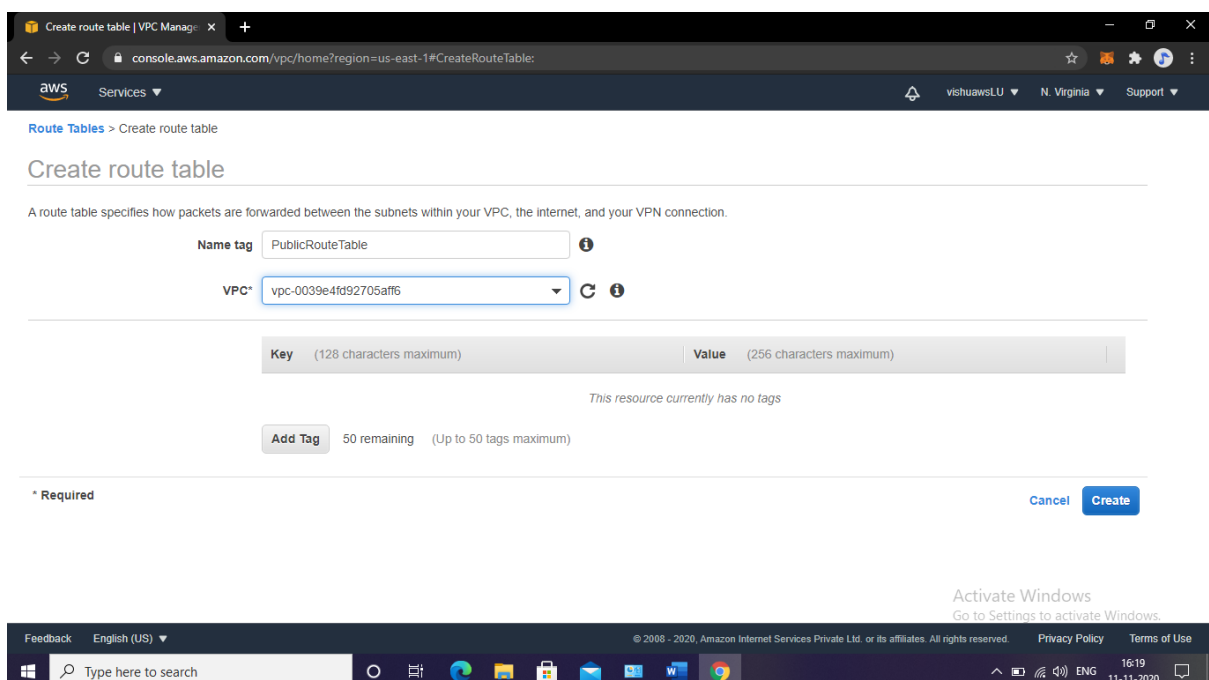 Create route table | VPC Manage
console.aws.amazon.com/vpc/home?region=us-east-1#CreateRouteTable:
aws Services vishuawsLU N. Virginia Support
Route Tables > Create route table
Create route table
A route table specifies how packets are forwarded between the subnets within your VPC, the internet, and your VPN connection.
Name tag PublicRouteTable
VPC* vpc-0039e4fd92705aff6
Key (128 characters maximum) Value (256 characters maximum)
This resource currently has no tags
Add Tag 50 remaining (Up to 50 tags maximum)
* Required Cancel Create
Activate Windows
Go to Settings to activate Windows.
Feedback English (US) © 2008 - 2020, Amazon Internet Services Private Ltd. or its affiliates. All rights reserved. Privacy Policy Terms of Use
Type here to search ENG 16:19
11-11-2020